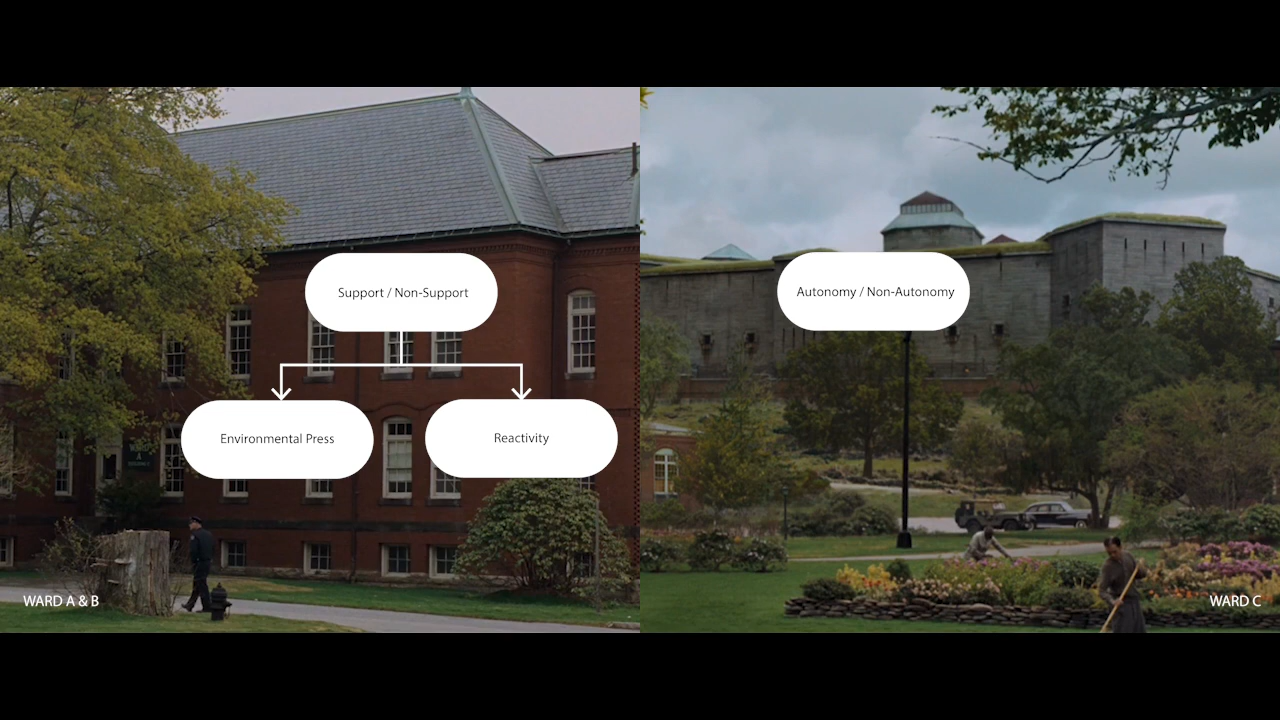 Support / Non-Support
Autonomy / Non-Autonomy
Environmental Press
Reactivity
A
WARD A & B
WARD C